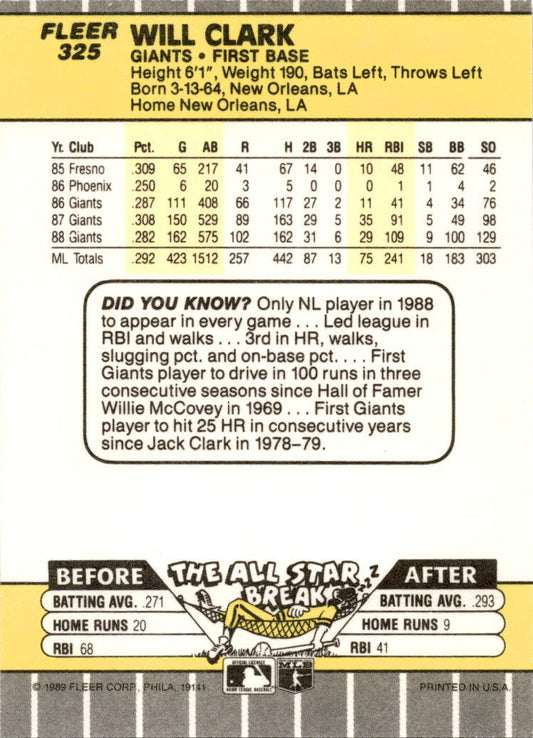 FLEER
325
WILL CLARK
GIANTS • FIRST BASE
Height 6'1", Weight 190, Bats Left, Throws Left
Born 3-13-64, New Orleans, LA
Home New Orleans, LA
Yr. Club Pct. G AB R H 2B 3B HR RBI SB BB SO
85 Fresno .309 65 217 41 67 14 0 10 48 11 62 46
86 Phoenix .250 6 20 3 5 0 0 0 1 1 4 2
86 Giants .287 111 408 66 117 27 2 11 41 4 34 76
87 Giants .308 150 529 89 163 29 5 35 91 5 49 98
88 Giants .282 162 575 102 162 31 6 29 109 9 100 129
ML Totals .292 423 1512 257 442 87 13 75 241 18 183 303
DID YOU KNOW? Only NL player in 1988
to appear in every game . . . Led league in
RBI and walks . . . 3rd in HR, walks,
slugging pct. and on-base pct. . . . First
Giants player to drive in 100 runs in three
consecutive seasons since Hall of Famer
Willie McCovey in 1969 . . . First Giants
player to hit 25 HR in consecutive years
since Jack Clark in 1978–79.
THE ALL STAR
BREAK
zzZ
BEFORE
BATTING AVG. .271
HOME RUNS 20
RBI 68
AFTER
BATTING AVG. .293
HOME RUNS 9
RBI 41
OFFICIAL LICENSEE
MAJOR LEAGUE BASEBALL
MLB
© 1989 FLEER CORP., PHILA. 19141
PRINTED IN U.S.A.